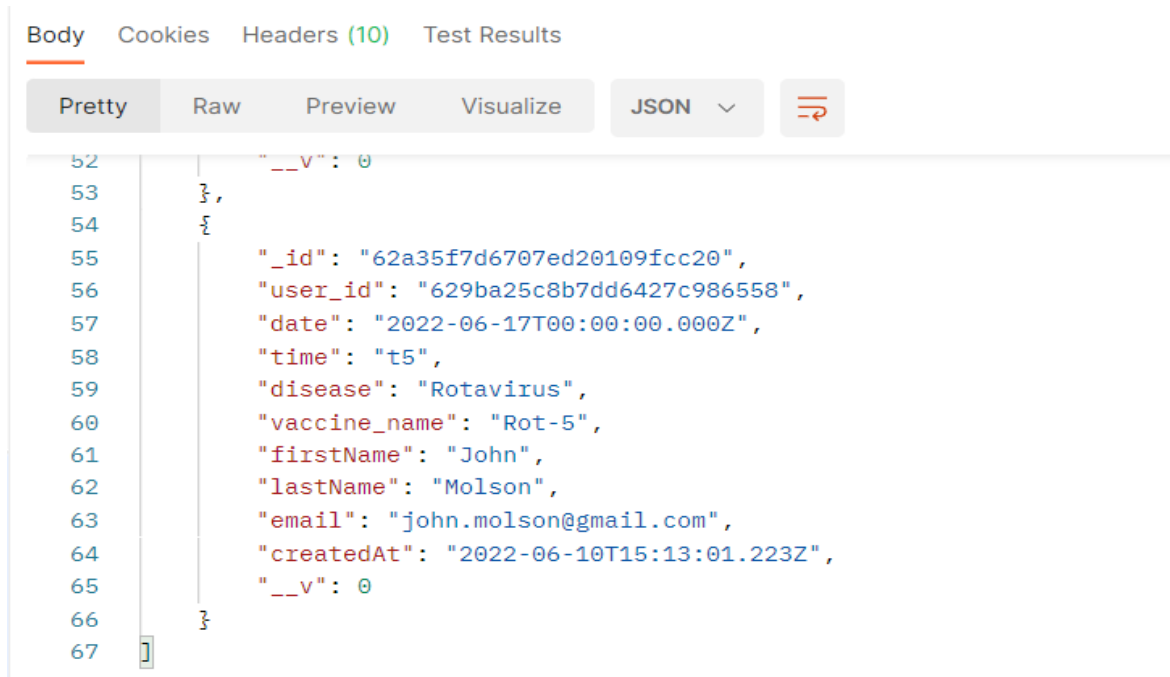 Body Cookies Headers (10) Test Results
Pretty Raw Preview Visualize JSON
52 "__v": 0
53 },
54 {
55 "_id": "62a35f7d6707ed20109fcc20",
56 "user_id": "629ba25c8b7dd6427c986558",
57 "date": "2022-06-17T00:00:00.000Z",
58 "time": "t5",
59 "disease": "Rotavirus",
60 "vaccine_name": "Rot-5",
61 "firstName": "John",
62 "lastName": "Molson",
63 "email": "john.molson@gmail.com",
64 "createdAt": "2022-06-10T15:13:01.223Z",
65 "__v": 0
66 }
67 ]